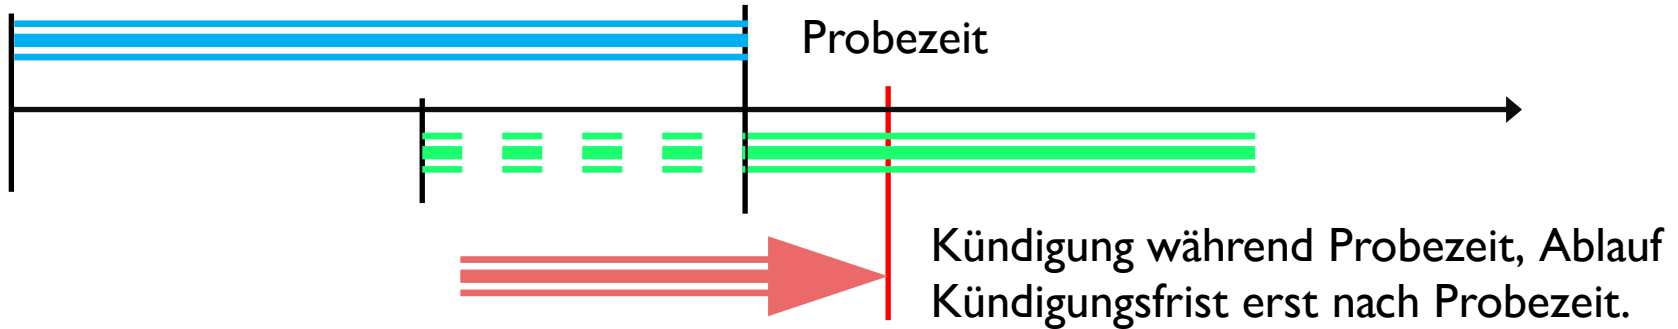 Probezeit
Kündigung während Probezeit, Ablauf
Kündigungsfrist erst nach Probezeit.